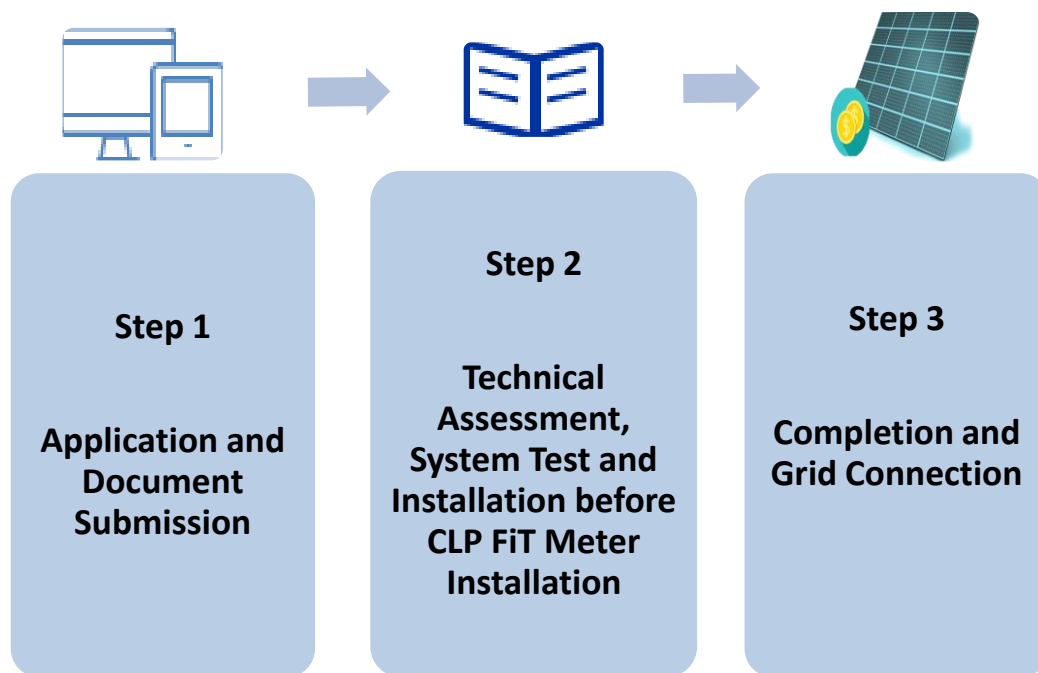 Step 1
Application and
Document
Submission
Step 2
Technical
Assessment,
System Test and
Installation before
CLP FiT Meter
Installation
Step 3
Completion and
Grid Connection